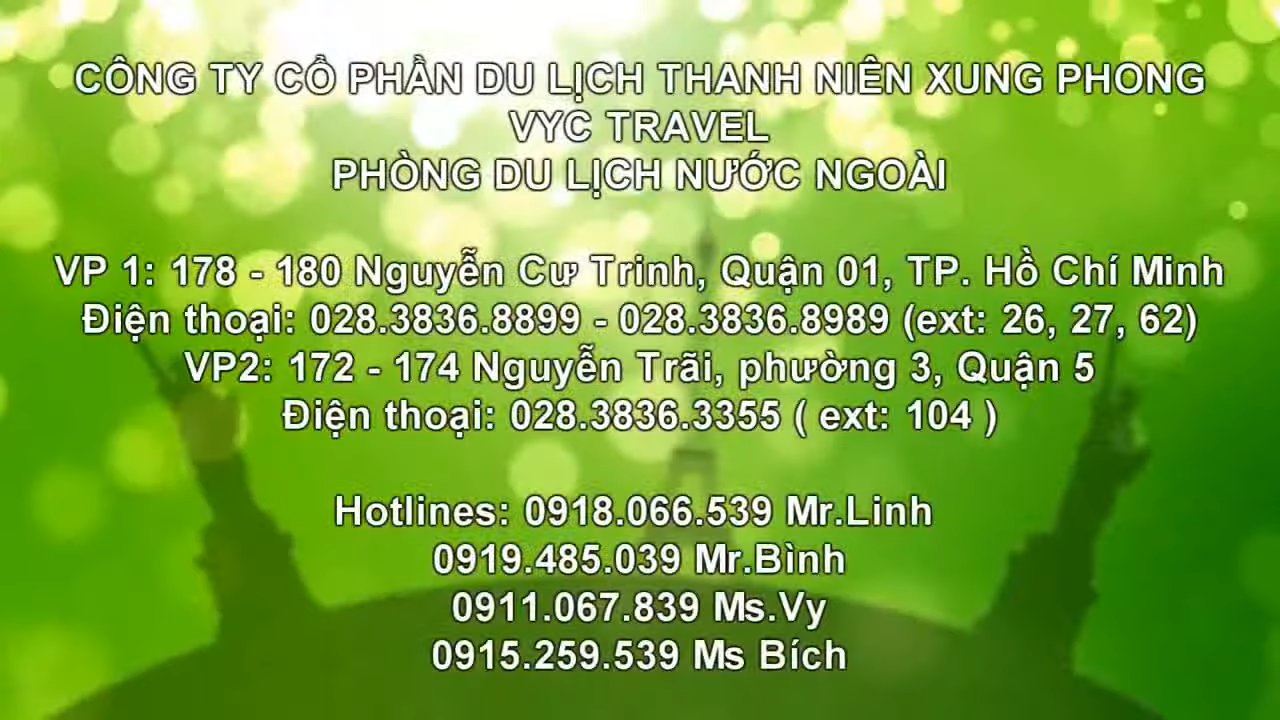 CÔNG TY CỔ PHẦN DU LỊCH THANH NIÊN XUNG PHONG
VYC TRAVEL
PHÒNG DU LỊCH NƯỚC NGOÀI
VP 1: 178 - 180 Nguyễn Cư Trinh, Quận 01, TP. Hồ Chí Minh
Điện thoại: 028.3836.8899 - 028.3836.8989 (ext: 26, 27, 62)
VP2: 172 - 174 Nguyễn Trãi, phường 3, Quận 5
Điện thoại: 028.3836.3355 ( ext: 104 )
Hotlines: 0918.066.539 Mr.Linh
0919.485.039 Mr.Bình
0911.067.839 Ms.Vy
0915.259.539 Ms Bích